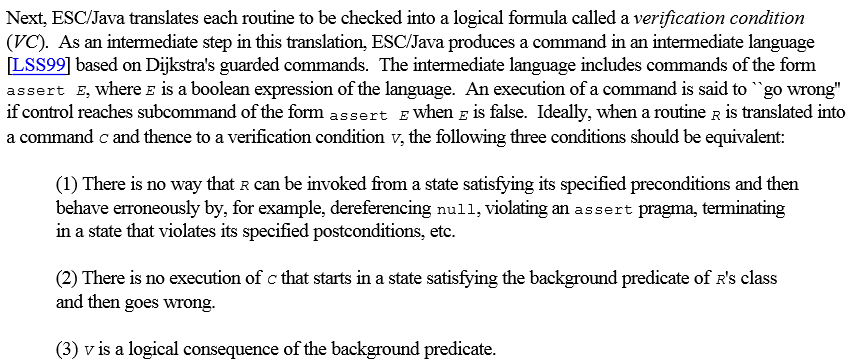 Next, ESC/Java translates each routine to be checked into a logical formula called a verification condition
(VC).  As an intermediate step in this translation, ESC/Java produces a command in an intermediate language
[LSS99] based on Dijkstra's guarded commands.  The intermediate language includes commands of the form
assert E, where E is a boolean expression of the language.  An execution of a command is said to ``go wrong"
if control reaches subcommand of the form assert E when E is false.  Ideally, when a routine R is translated into
a command C and thence to a verification condition V, the following three conditions should be equivalent:
(1) There is no way that R can be invoked from a state satisfying its specified preconditions and then
behave erroneously by, for example, dereferencing null, violating an assert pragma, terminating
in a state that violates its specified postconditions, etc.
(2) There is no execution of C that starts in a state satisfying the background predicate of R's class
and then goes wrong.
(3) V is a logical consequence of the background predicate.